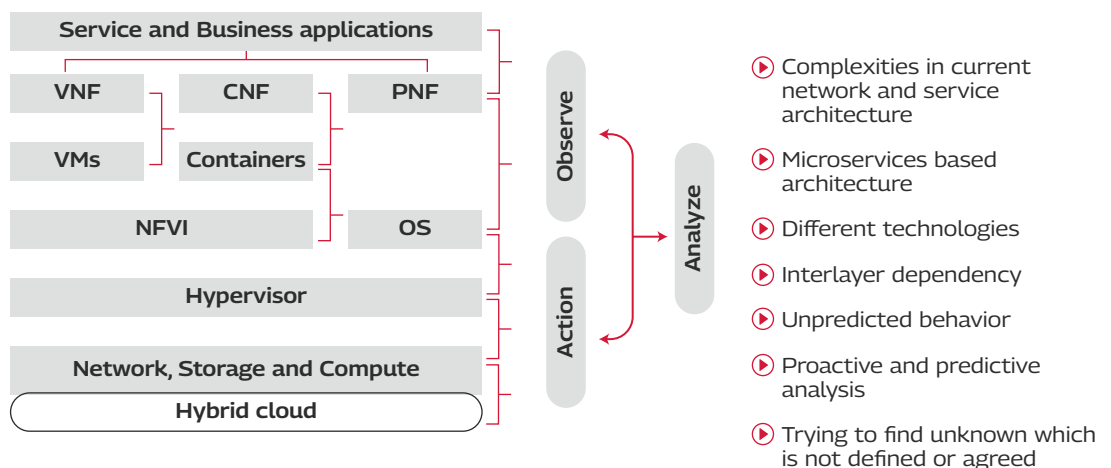 Service and Business applications
VNF
CNF
PNF
VMs
Containers
NFVI
OS
Hypervisor
Network, Storage and Compute
Hybrid cloud
Observe
Action
Analyze
Complexities in current
network and service
architecture
Microservices based
architecture
Different technologies
Interlayer dependency
Unpredicted behavior
Proactive and predictive
analysis
Trying to find unknown which
is not defined or agreed